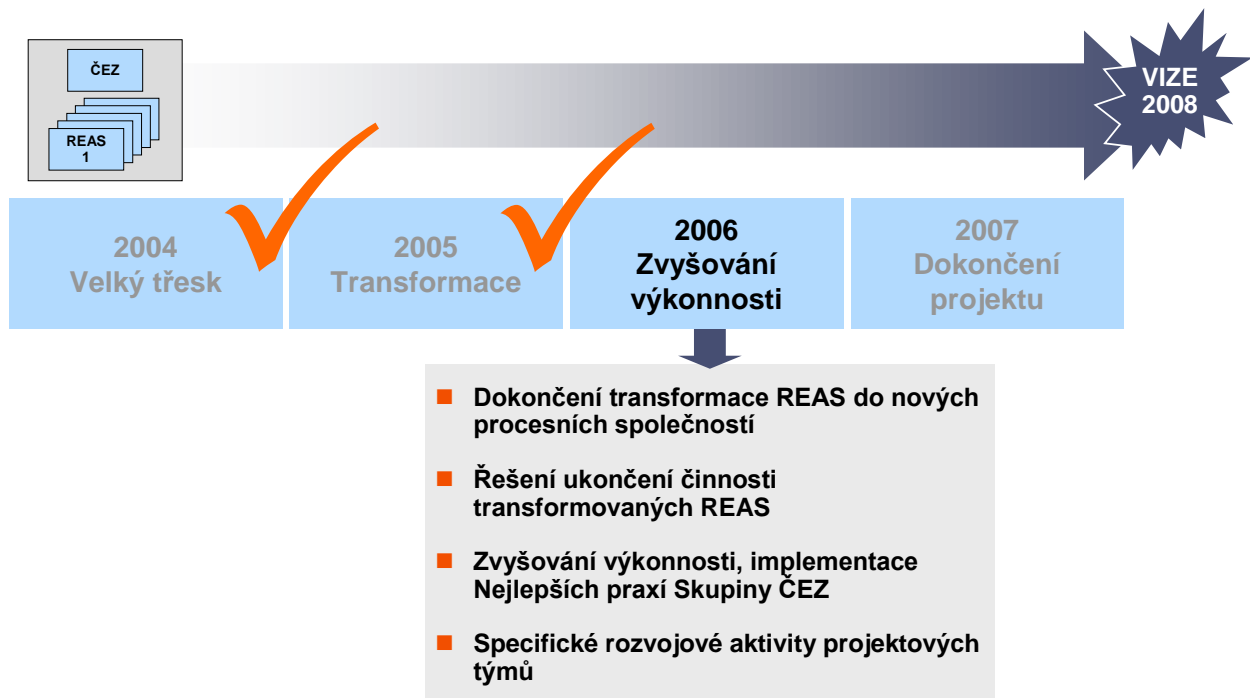 ČEZ
REAS
1
VIZE
2008
2004
Velký třesk
2005
Transformace
2006
Zvyšování
výkonnosti
2007
Dokončení
projektu
Dokončení transformace REAS do nových
procesních společností
Řešení ukončení činnosti
transformovaných REAS
Zvyšování výkonnosti, implementace
Nejlepších praxí Skupiny ČEZ
Specifické rozvojové aktivity projektových
týmů